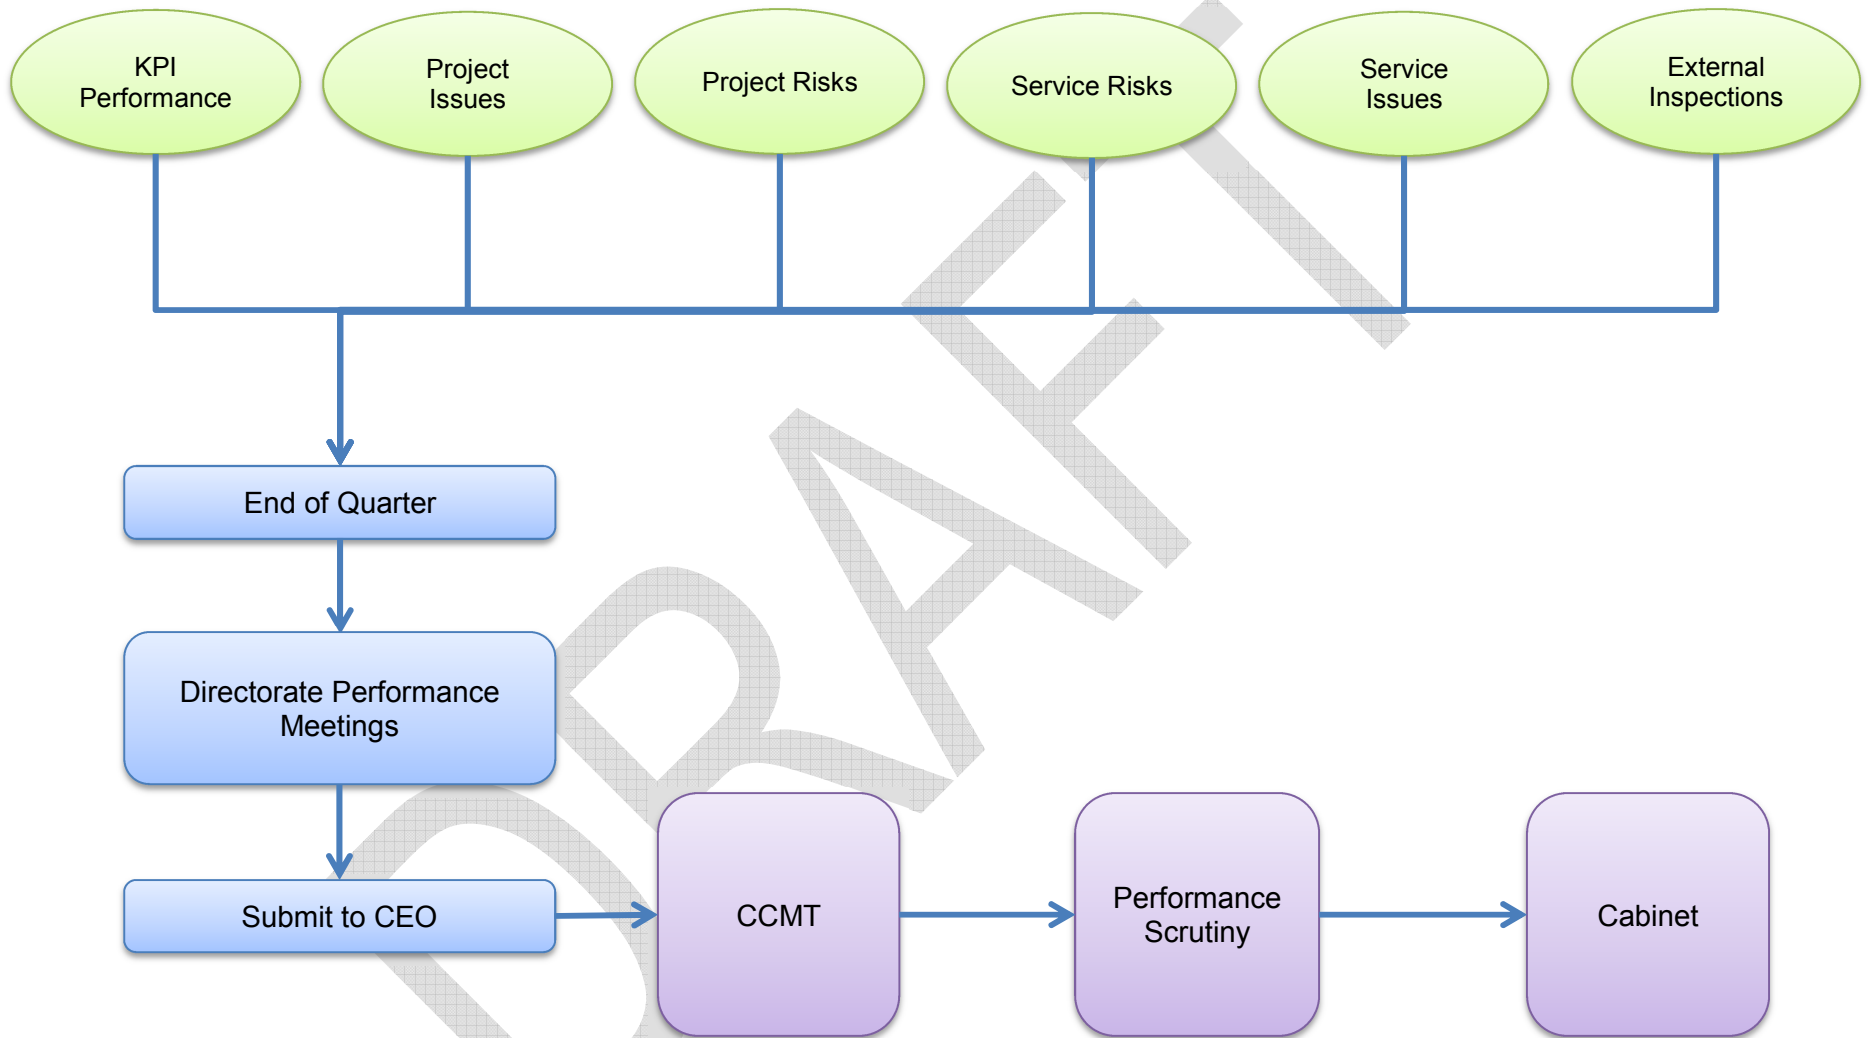 KPI
Performance
Project
Issues
Project Risks
Service Risks
Service
Issues
External
Inspections
End of Quarter
Directorate Performance
Meetings
Submit to CEO
CCMT
Performance
Scrutiny
Cabinet
DRAFT